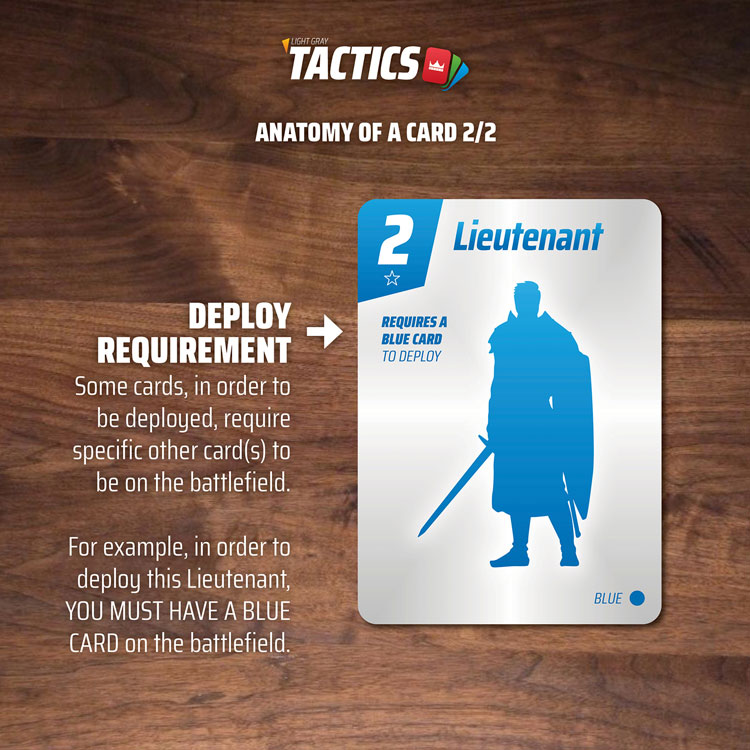 LIGHT GRAY
TACTICS
ANATOMY OF A CARD 2/2
2
Lieutenant
REQUIRES A
BLUE CARD
TO DEPLOY
DEPLOY
REQUIREMENT
Some cards, in order to
be deployed, require
specific other card(s) to
be on the battlefield.
For example, in order to
deploy this Lieutenant,
YOU MUST HAVE A BLUE
CARD on the battlefield.
BLUE